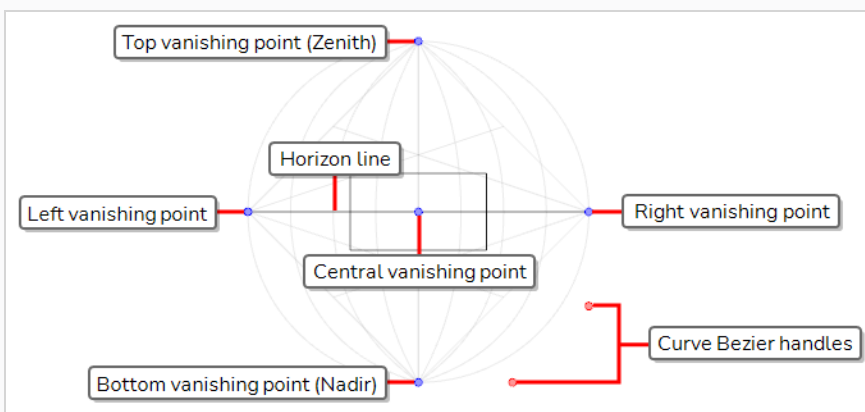 Top vanishing point (Zenith)
Horizon line
Left vanishing point
Right vanishing point
Central vanishing point
Curve Bezier handles
Bottom vanishing point (Nadir)